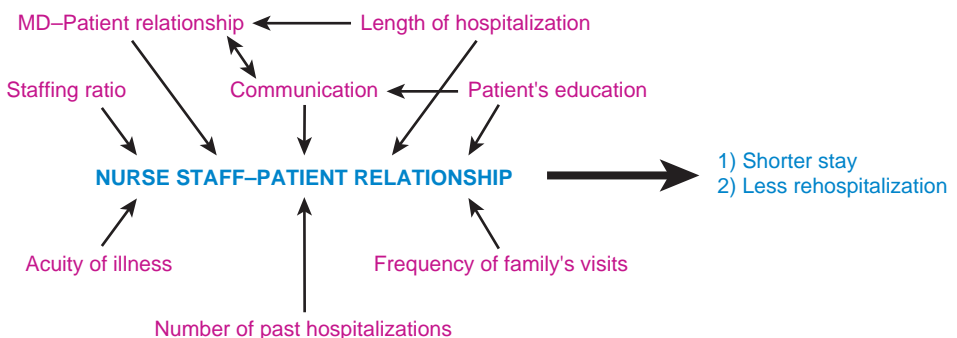 MD–Patient relationship
Length of hospitalization
Staffing ratio
Communication
Patient's education
NURSE STAFF–PATIENT RELATIONSHIP
1) Shorter stay
2) Less rehospitalization
Acuity of illness
Frequency of family's visits
Number of past hospitalizations